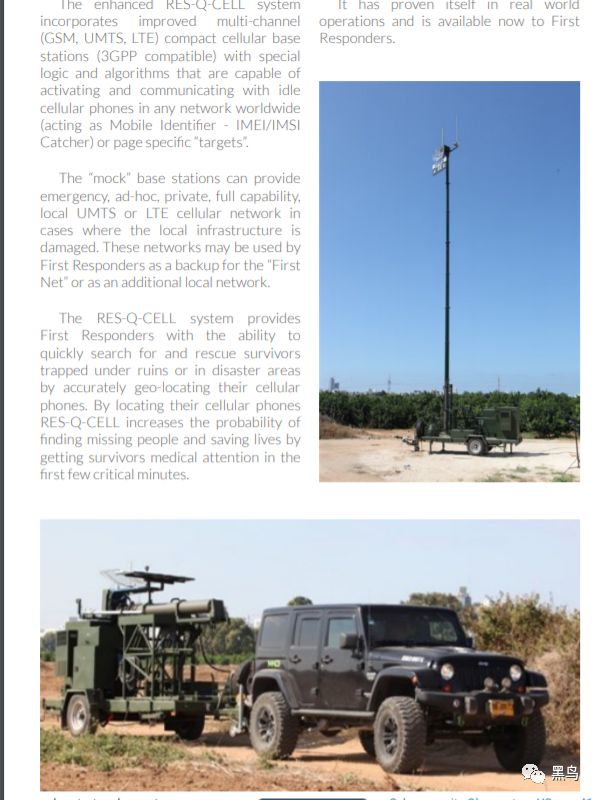 The enhanced RES-Q-CELL system
incorporates improved multi-channel
(GSM, UMTS, LTE) compact cellular base
stations (3GPP compatible) with special
logic and algorithms that are capable of
activating and communicating with idle
cellular phones in any network worldwide
(acting as Mobile Identifier - IMEI/IMSI
Catcher) or page specific “targets”.
The “mock” base stations can provide
emergency, ad-hoc, private, full capability,
local UMTS or LTE cellular network in
cases where the local infrastructure is
damaged. These networks may be used by
First Responders as a backup for the “First
Net” or as an additional local network.
The RES-Q-CELL system provides
First Responders with the ability to
quickly search for and rescue survivors
trapped under ruins or in disaster areas
by accurately geo-locating their cellular
phones. By locating their cellular phones
RES-Q-CELL increases the probability of
finding missing people and saving lives by
getting survivors medical attention in the
first few critical minutes.
It has proven itself in real world
operations and is available now to First
Responders.
黑鸟